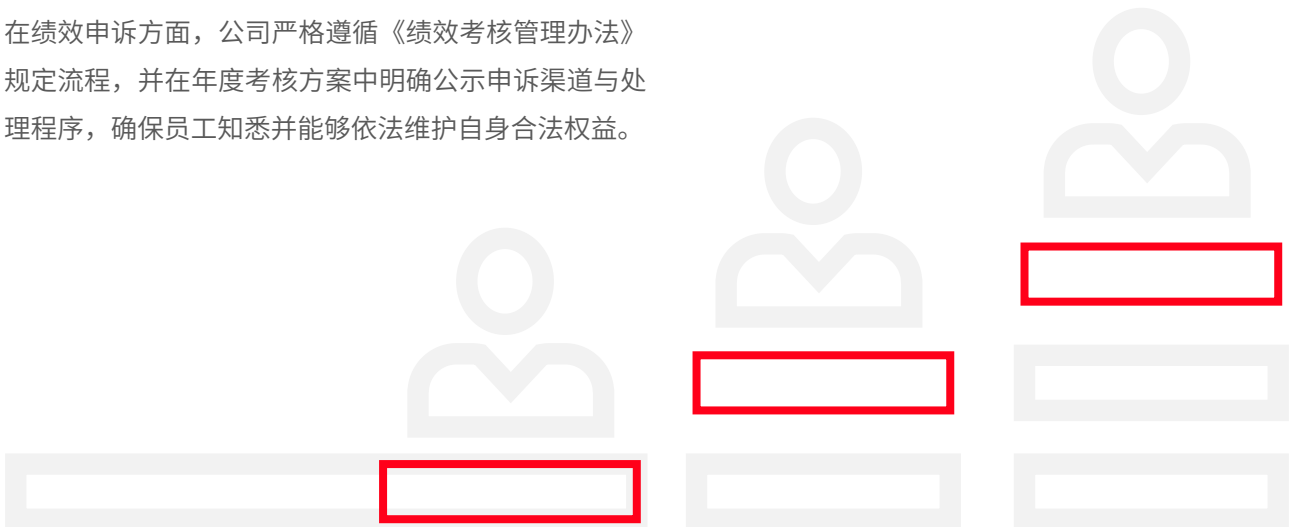 在绩效申诉方面，公司严格遵循《绩效考核管理办法》
规定流程，并在年度考核方案中明确公示申诉渠道与处
理程序，确保员工知悉并能够依法维护自身合法权益。